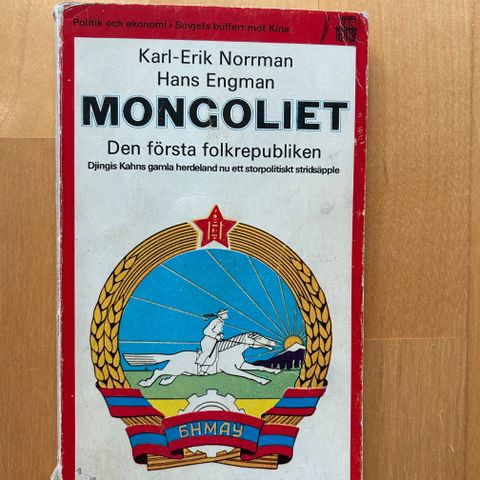 Politik och ekonomi i Sovjets buffert mot Kina
Karl-Erik Norrman
Hans Engman
MONGOLIET
Den första folkrepubliken
Djingis Kahns gamla herdeland nu ett storpolitiskt stridsäpple
БНМАУ